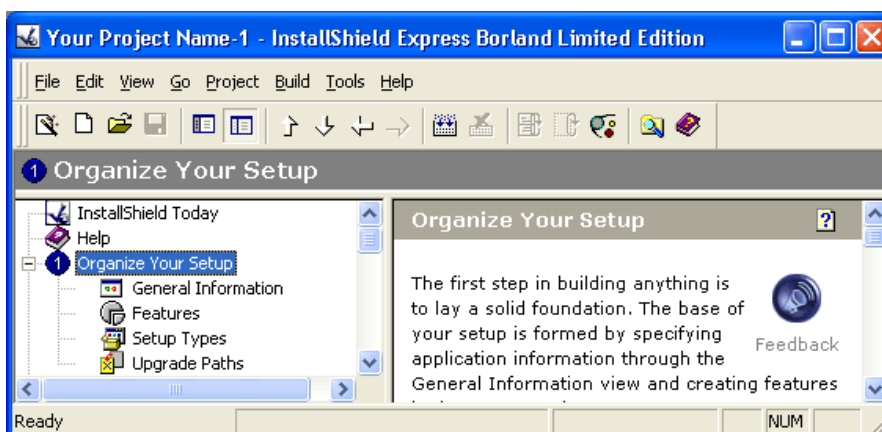 Your Project Name-1 - InstallShield Express Borland Limited Edition
File Edit View Go Project Build Tools Help
1 Organize Your Setup
InstallShield Today
Help
1 Organize Your Setup
General Information
Features
Setup Types
Upgrade Paths
Organize Your Setup
The first step in building anything is
to lay a solid foundation. The base of
your setup is formed by specifying
application information through the
General Information view and creating features
Feedback
Ready
NUM